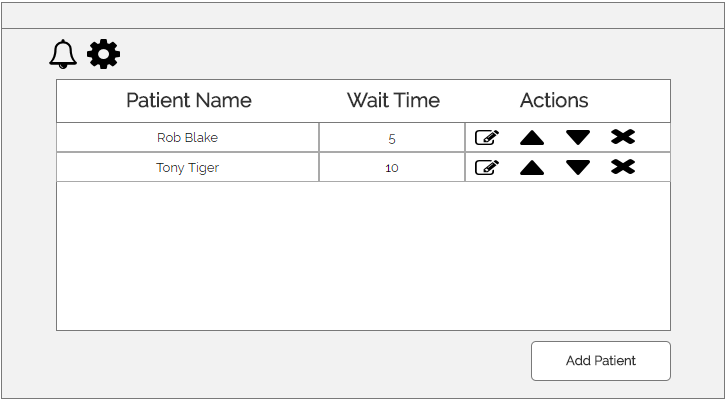 Patient Name Wait Time Actions
Rob Blake 5
Tony Tiger 10
Add Patient